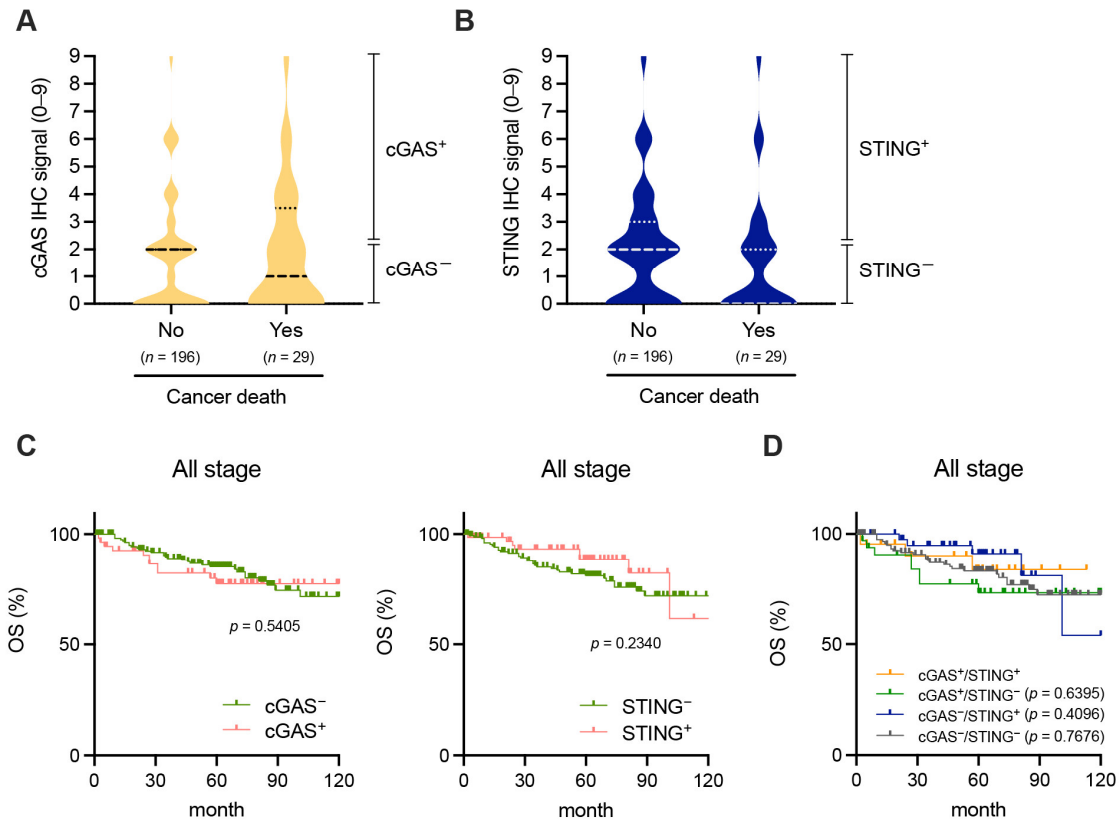 A
cGAS IHC signal (0–9)
9
8
7
6
5
4
3
2
1
0
cGAS⁺
cGAS⁻
No
Yes
(n = 196)
(n = 29)
Cancer death
B
STING IHC signal (0–9)
9
8
7
6
5
4
3
2
1
0
STING⁺
STING⁻
No
Yes
(n = 196)
(n = 29)
Cancer death
C
All stage
OS (%)
100
50
0
p = 0.5405
cGAS⁻
cGAS⁺
0 30 60 90 120
month
All stage
OS (%)
100
50
0
p = 0.2340
STING⁻
STING⁺
0 30 60 90 120
month
D
All stage
OS (%)
100
50
0
cGAS⁺/STING⁺
cGAS⁺/STING⁻ (p = 0.6395)
cGAS⁻/STING⁺ (p = 0.4096)
cGAS⁻/STING⁻ (p = 0.7676)
0 30 60 90 120
month